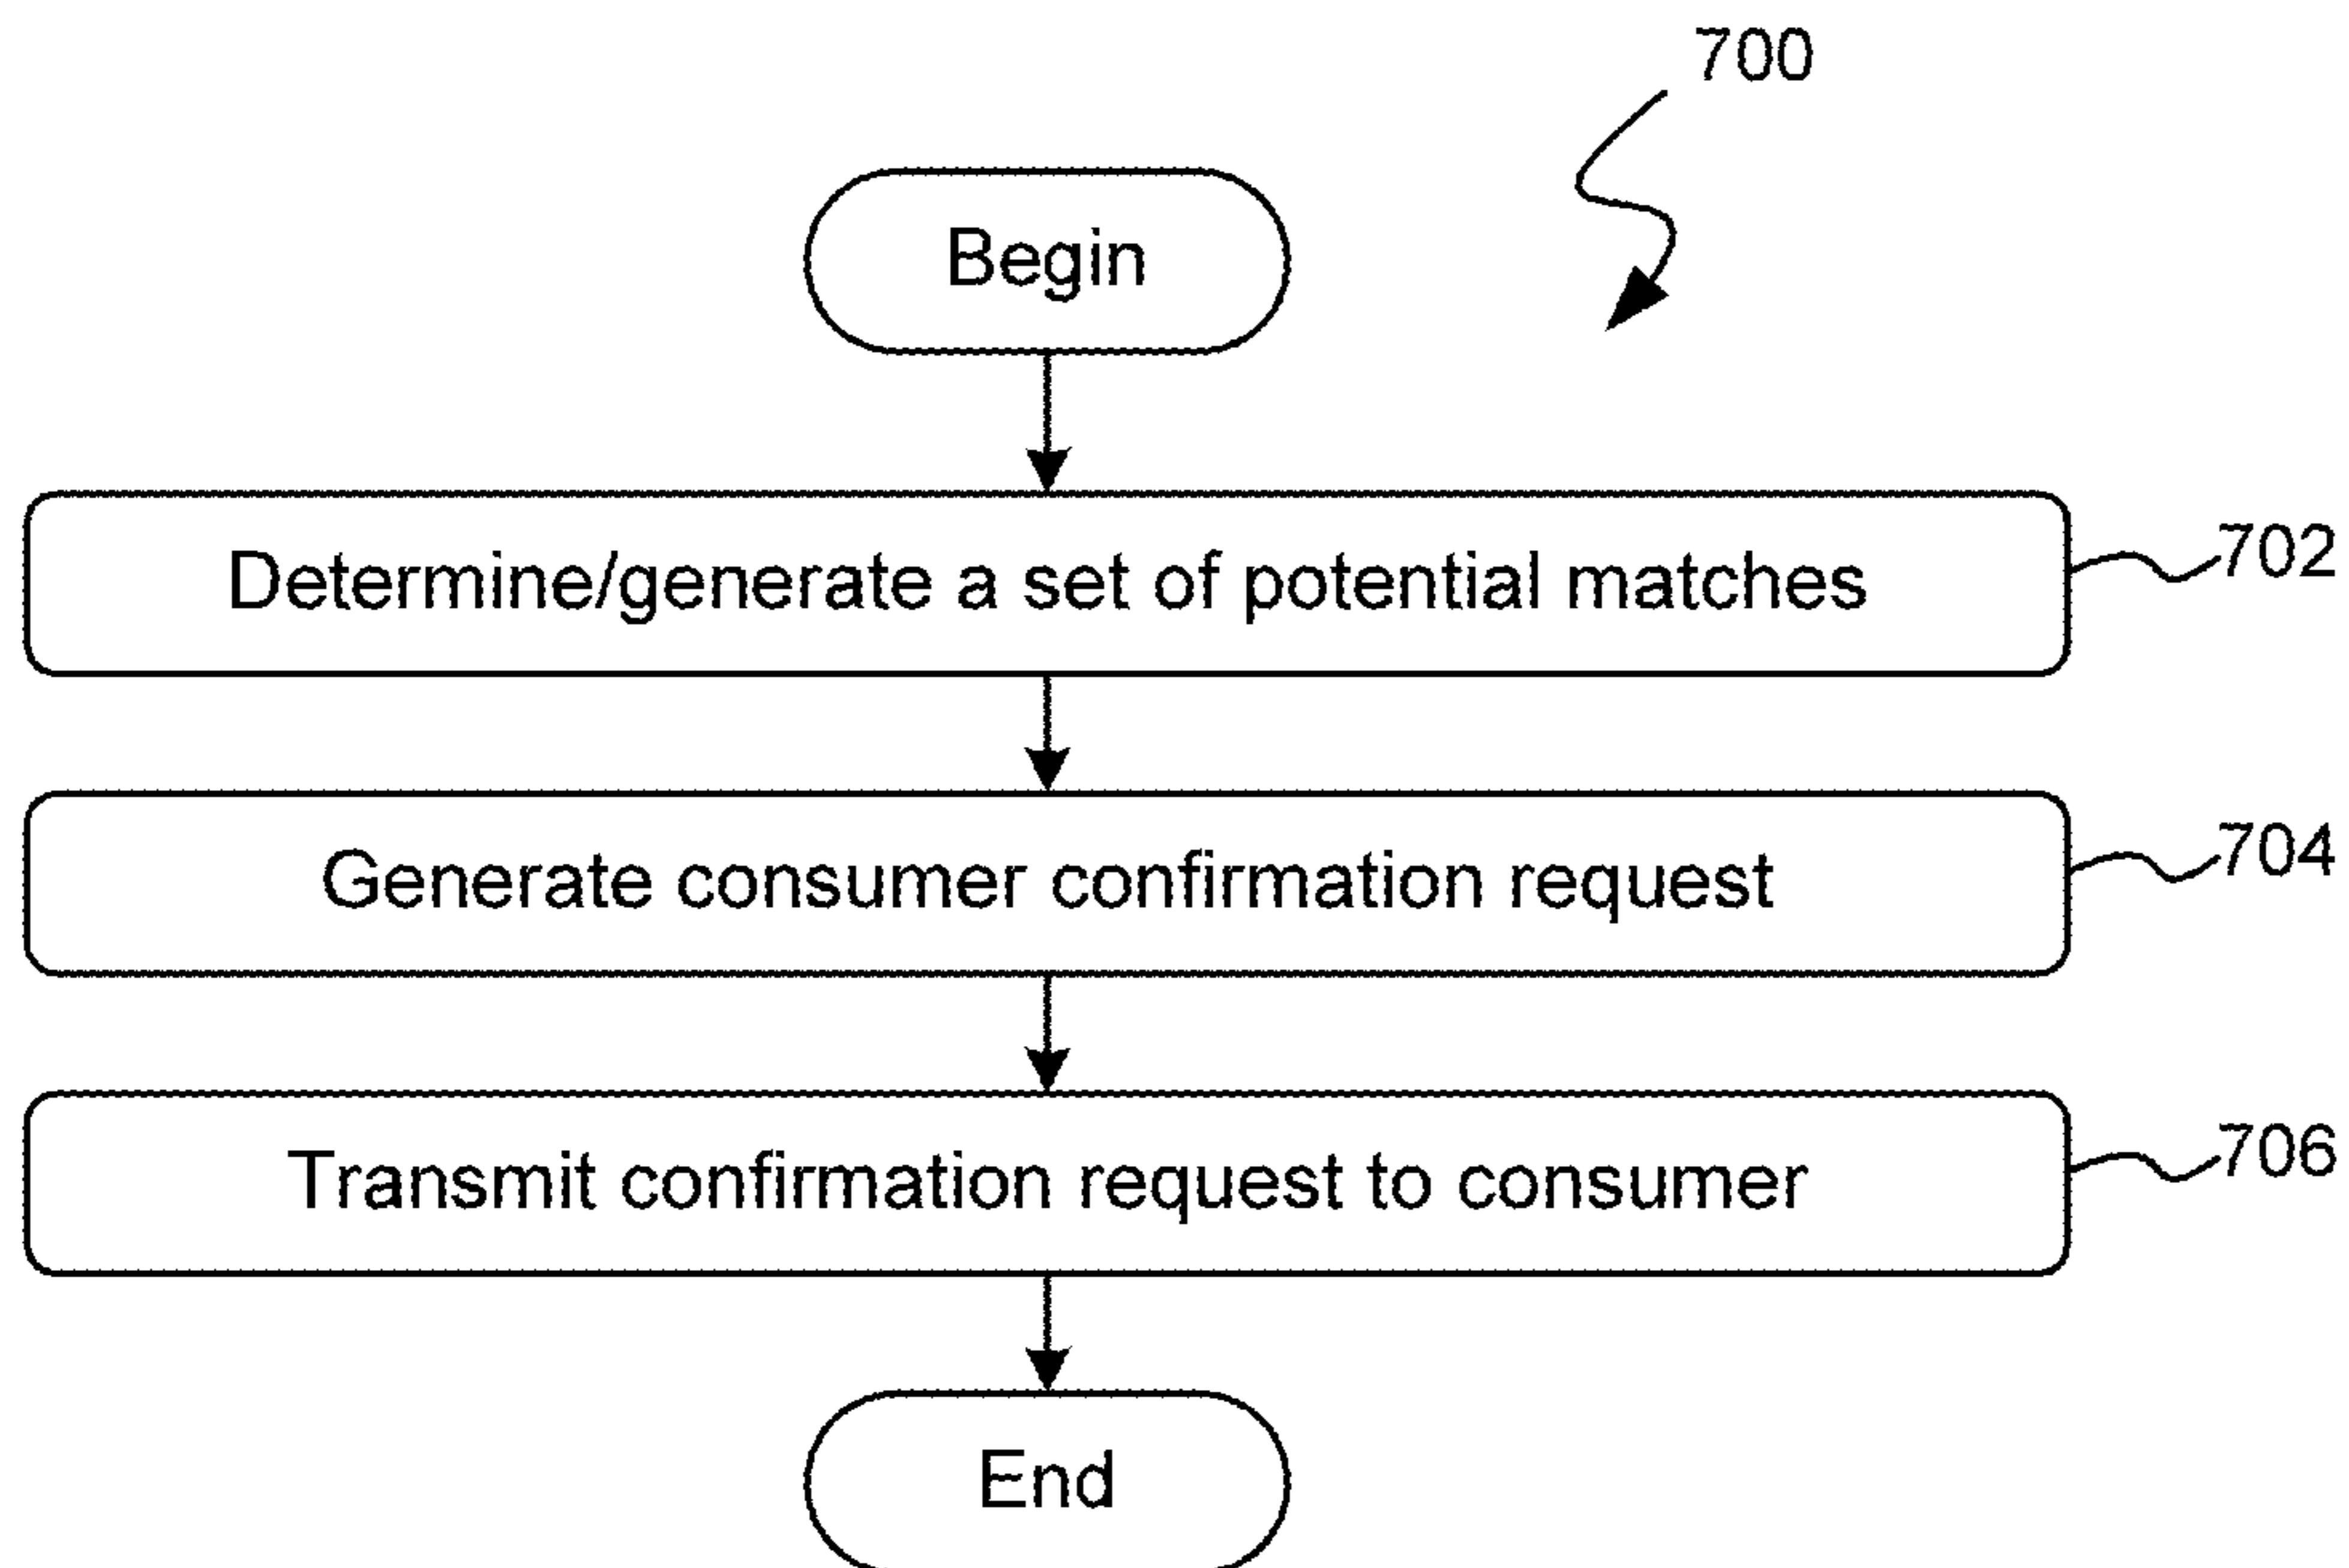 700
Begin
Determine/generate a set of potential matches
702
Generate consumer confirmation request
704
Transmit confirmation request to consumer
706
End